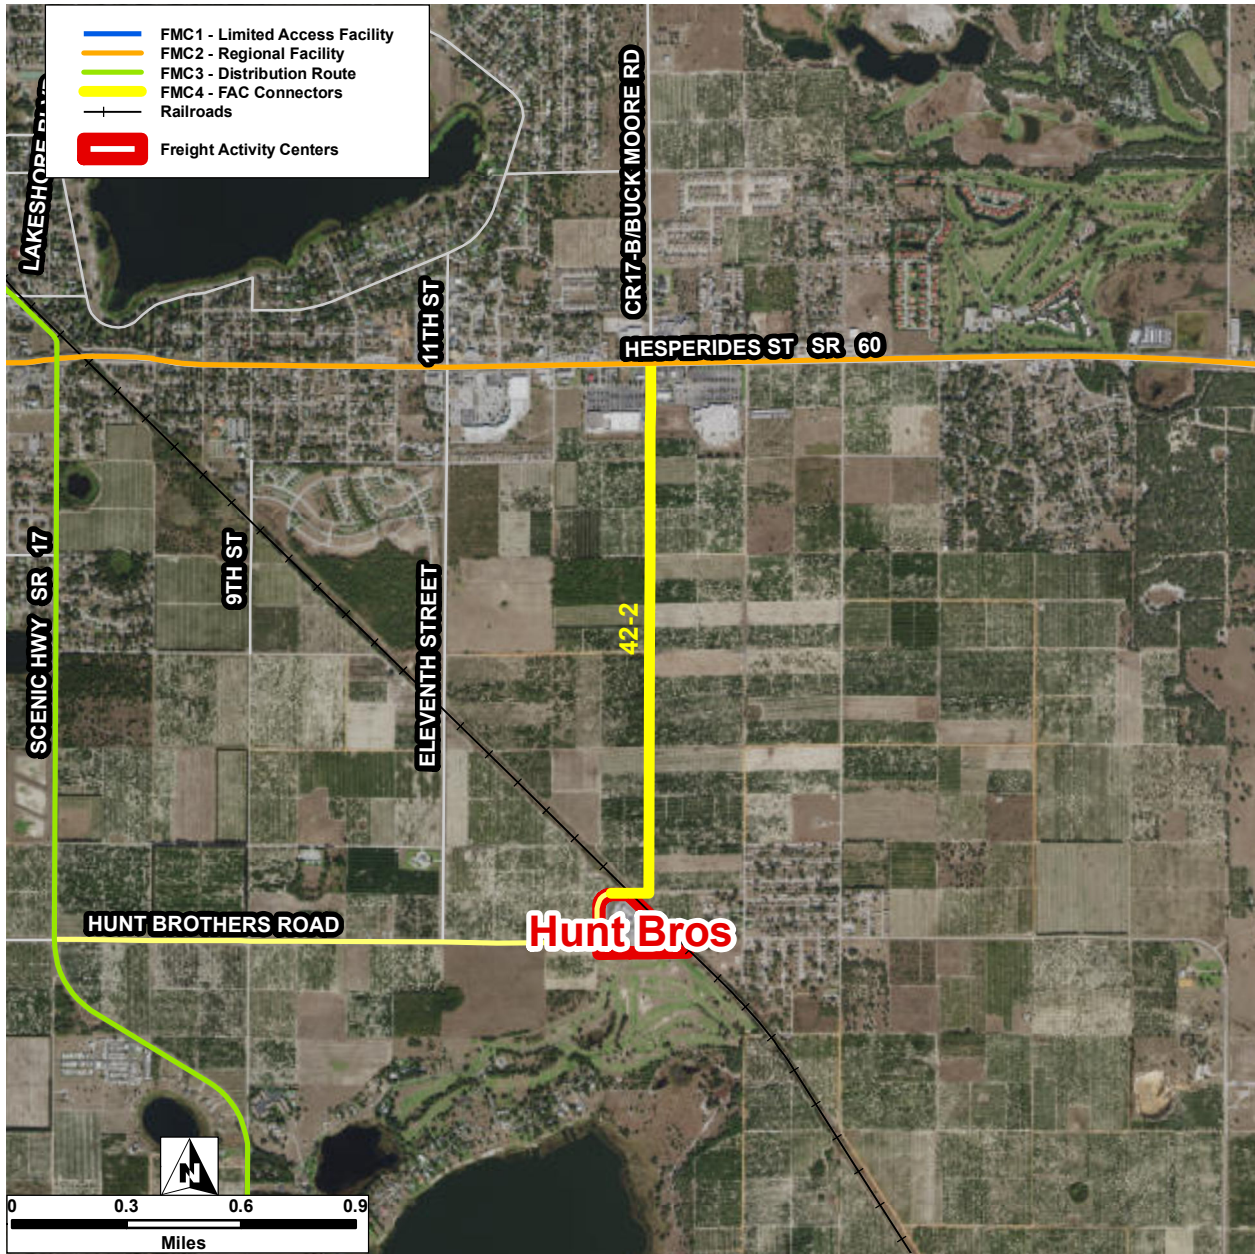 FMC1 - Limited Access Facility
FMC2 - Regional Facility
FMC3 - Distribution Route
FMC4 - FAC Connectors
Railroads
Freight Activity Centers
LAKESHORE BLVD
CR17-B/BUCK MOORE RD
11TH ST
HESPERIDES ST SR 60
SCENIC HWY SR 17
9TH ST
ELEVENTH STREET
42-2
HUNT BROTHERS ROAD
Hunt Bros
N
0 0.3 0.6 0.9
Miles